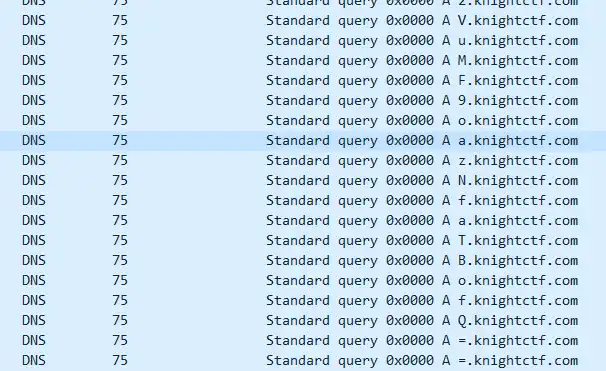 DNS 75 Standard query 0x0000 A 2.knightctf.com
DNS 75 Standard query 0x0000 A V.knightctf.com
DNS 75 Standard query 0x0000 A u.knightctf.com
DNS 75 Standard query 0x0000 A M.knightctf.com
DNS 75 Standard query 0x0000 A F.knightctf.com
DNS 75 Standard query 0x0000 A 9.knightctf.com
DNS 75 Standard query 0x0000 A o.knightctf.com
DNS 75 Standard query 0x0000 A a.knightctf.com
DNS 75 Standard query 0x0000 A z.knightctf.com
DNS 75 Standard query 0x0000 A N.knightctf.com
DNS 75 Standard query 0x0000 A f.knightctf.com
DNS 75 Standard query 0x0000 A a.knightctf.com
DNS 75 Standard query 0x0000 A T.knightctf.com
DNS 75 Standard query 0x0000 A B.knightctf.com
DNS 75 Standard query 0x0000 A o.knightctf.com
DNS 75 Standard query 0x0000 A f.knightctf.com
DNS 75 Standard query 0x0000 A Q.knightctf.com
DNS 75 Standard query 0x0000 A =.knightctf.com
DNS 75 Standard query 0x0000 A =.knightctf.com